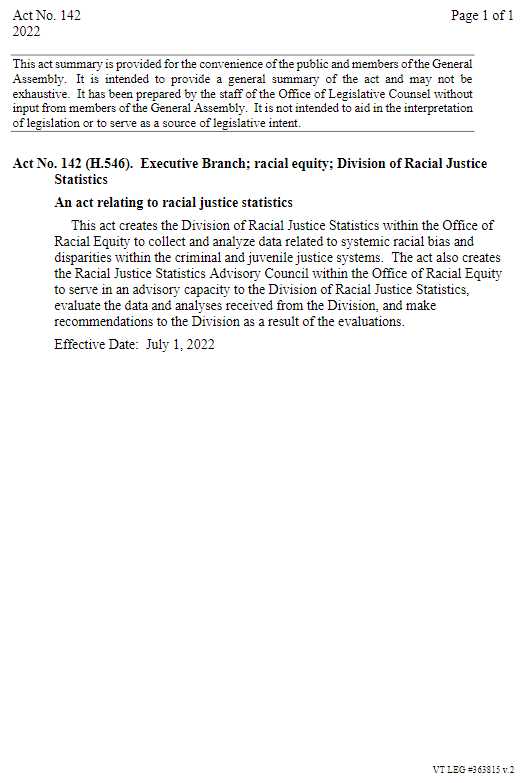 Act No. 142 Page 1 of 1
2022
This act summary is provided for the convenience of the public and members of the General
Assembly. It is intended to provide a general summary of the act and may not be
exhaustive. It has been prepared by the staff of the Office of Legislative Counsel without
input from members of the General Assembly. It is not intended to aid in the interpretation
of legislation or to serve as a source of legislative intent.
Act No. 142 (H.546). Executive Branch; racial equity; Division of Racial Justice
Statistics
An act relating to racial justice statistics
This act creates the Division of Racial Justice Statistics within the Office of
Racial Equity to collect and analyze data related to systemic racial bias and
disparities within the criminal and juvenile justice systems. The act also creates
the Racial Justice Statistics Advisory Council within the Office of Racial Equity
to serve in an advisory capacity to the Division of Racial Justice Statistics,
evaluate the data and analyses received from the Division, and make
recommendations to the Division as a result of the evaluations.
Effective Date: July 1, 2022
VT LEG #363815 v.2